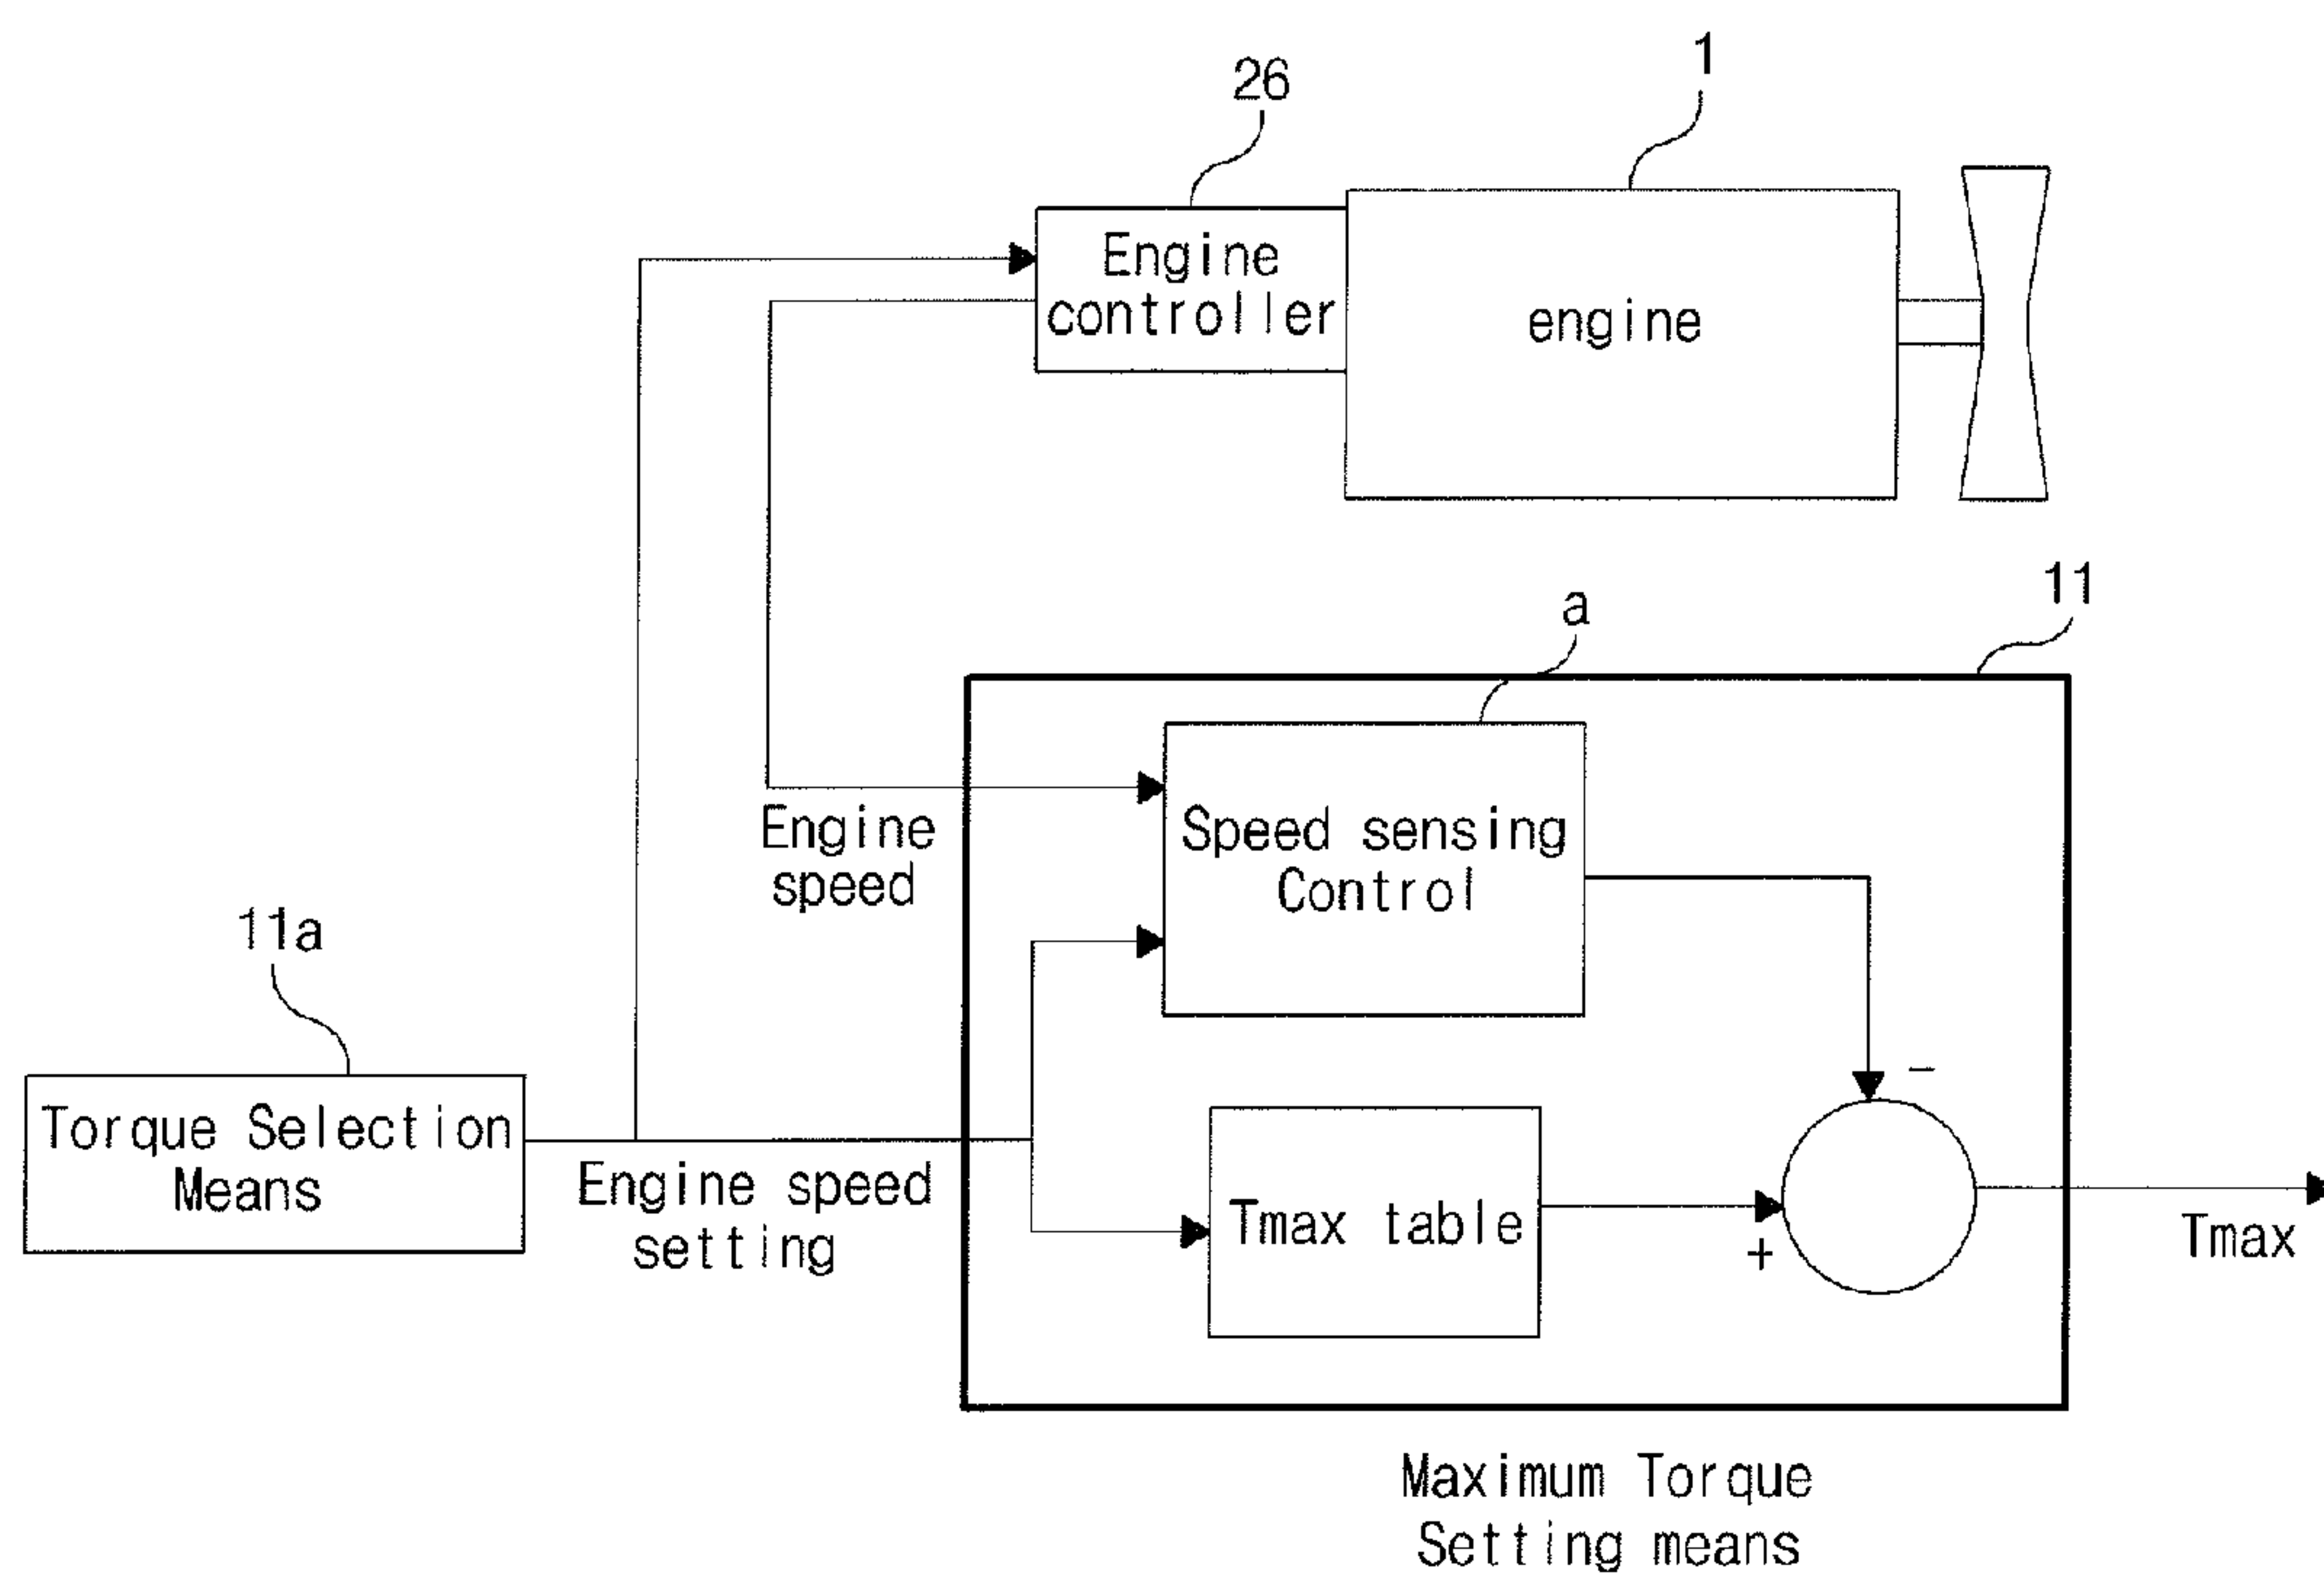 1
26
Engine
controller
engine
11
a
Engine
speed
Speed sensing
Control
11a
Torque Selection
Means
Engine speed
setting
-
Tmax table
+
Tmax
Maximum Torque
Setting means